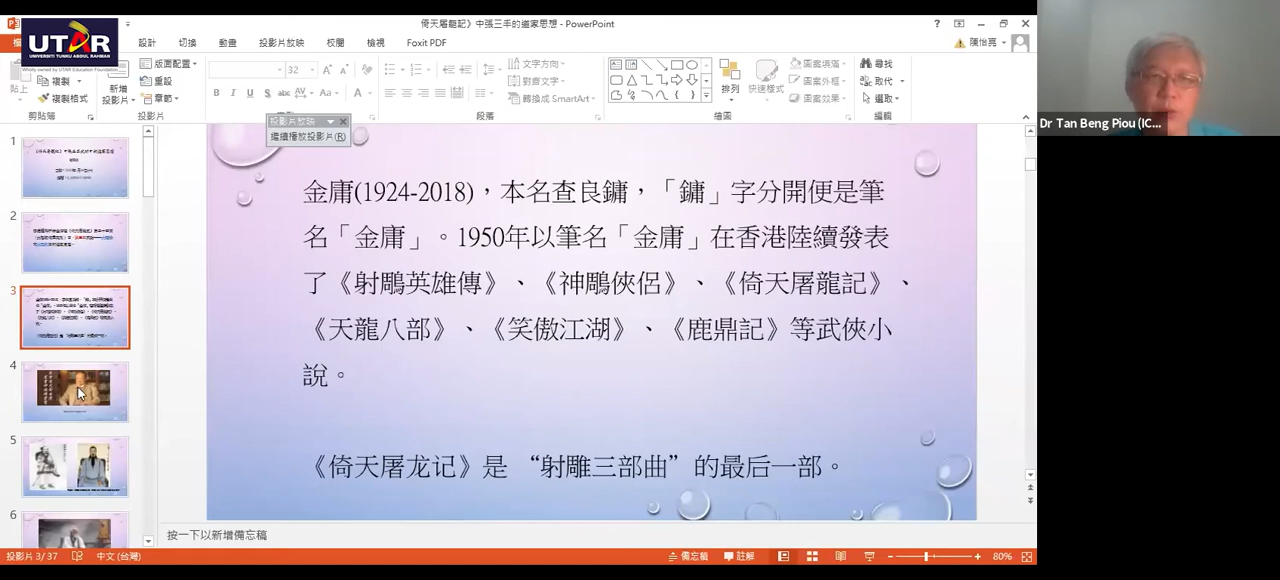 倚天屠龍記》中張三丰的道家思想 - PowerPoint
UTAR
UNIVERSITI TUNKU ABDUL RAHMAN
Wholly owned by UTAR Education Foundation
設計 切換 動畫 投影片放映 校閱 檢視 Foxit PDF
陳怡亮
貼上
複製
複製格式
剪貼簿
新增
投影片
版面配置
重設
章節
投影片
32
B I U S abc AV Aa A
文字方向
對齊文字
轉換成 SmartArt
段落
排列
快速樣式
圖案填滿
圖案外框
圖案效果
繪圖
尋找
取代
選取
編輯
投影片放映
繼續播放投影片(R)
Dr Tan Beng Piou (IC...
1
2
3
4
5
6
金庸(1924-2018)，本名查良鏞，「鏞」字分開便是筆
名「金庸」。1950年以筆名「金庸」在香港陸續發表
了《射鵰英雄傳》、《神鵰俠侶》、《倚天屠龍記》、
《天龍八部》、《笑傲江湖》、《鹿鼎記》等武俠小
說。
《倚天屠龙记》是 “射雕三部曲”的最后一部。
按一下以新增備忘稿
投影片 3/37 中文 (台灣) 備忘稿 註解 80%